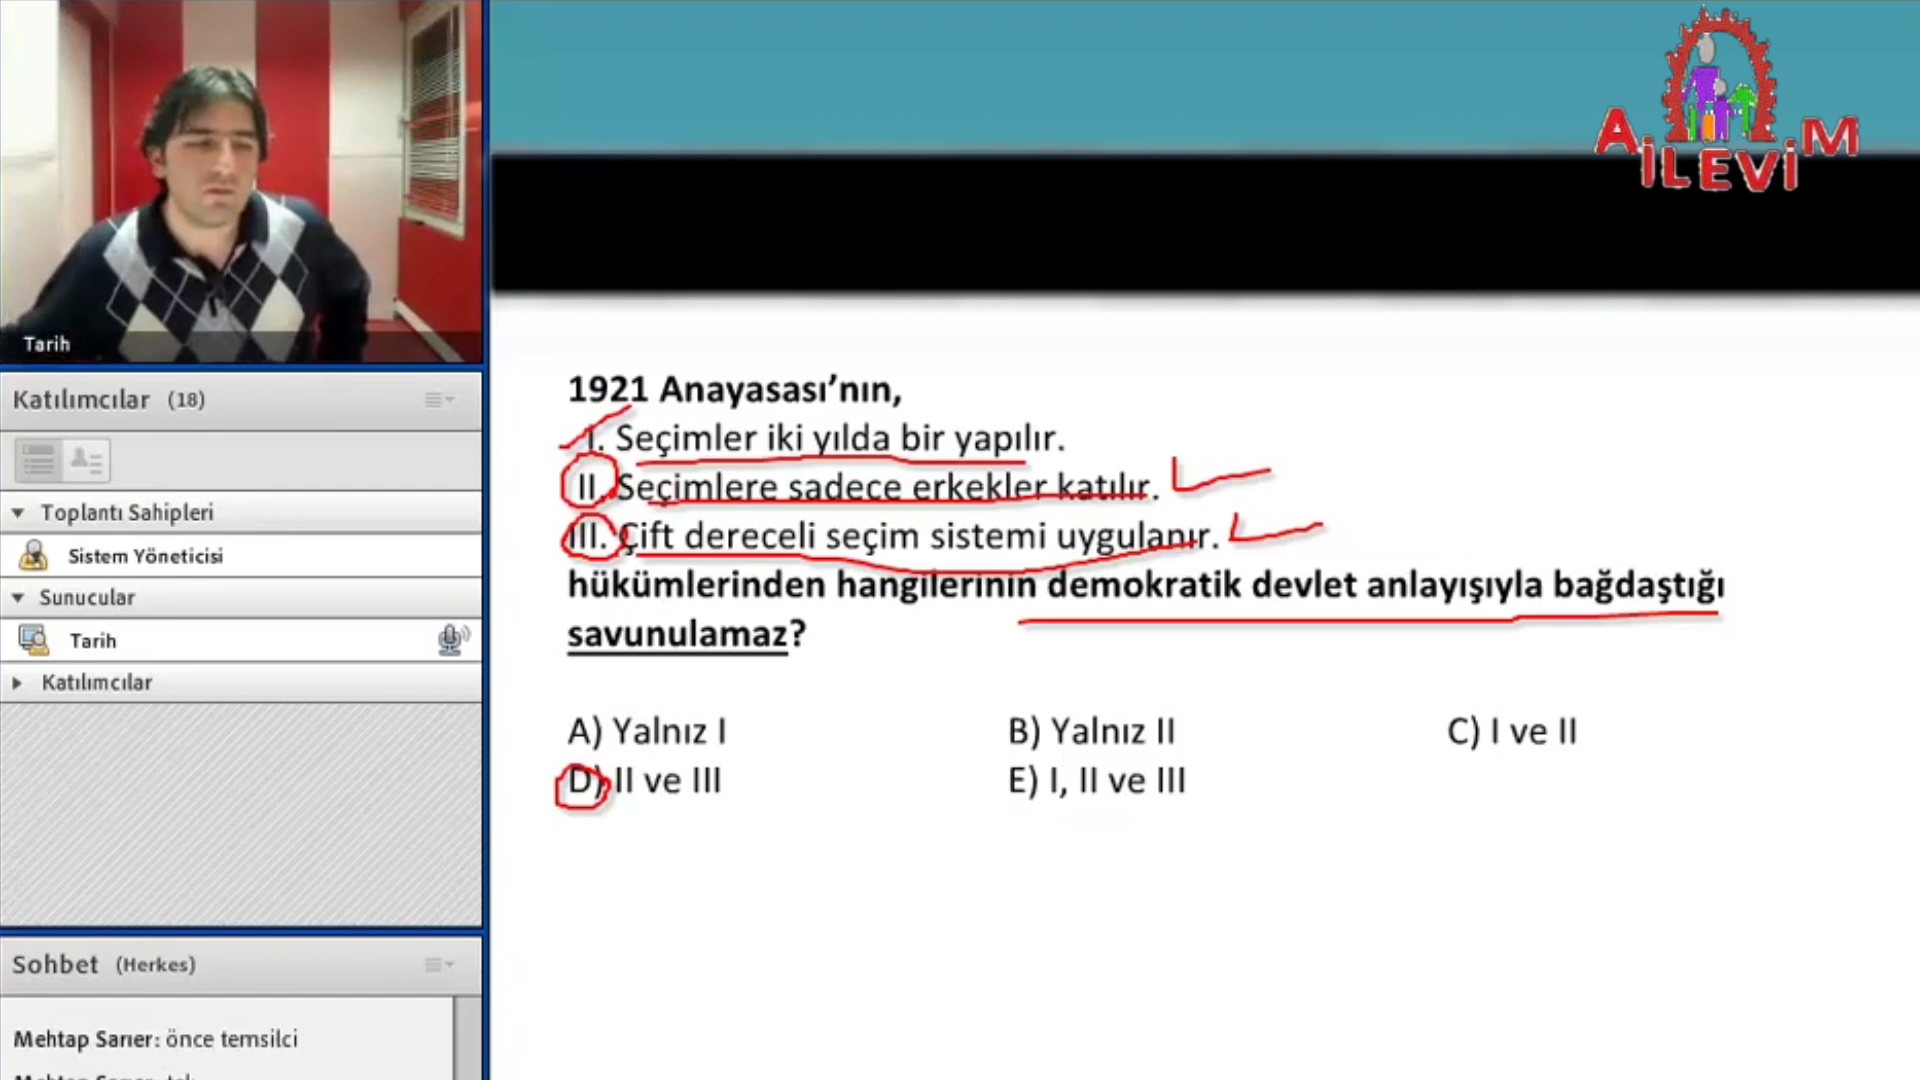 AİLEVİM
Tarih
Katılımcılar (18)
Toplantı Sahipleri
Sistem Yöneticisi
Sunucular
Tarih
Katılımcılar
Sohbet (Herkes)
Mehtap Sarıer: önce temsilci
1921 Anayasası’nın,
I. Seçimler iki yılda bir yapılır.
II. Seçimlere sadece erkekler katılır.
III. Çift dereceli seçim sistemi uygulanır.
hükümlerinden hangilerinin demokratik devlet anlayışıyla bağdaştığı
savunulamaz?
A) Yalnız I B) Yalnız II C) I ve II
D) II ve III E) I, II ve III